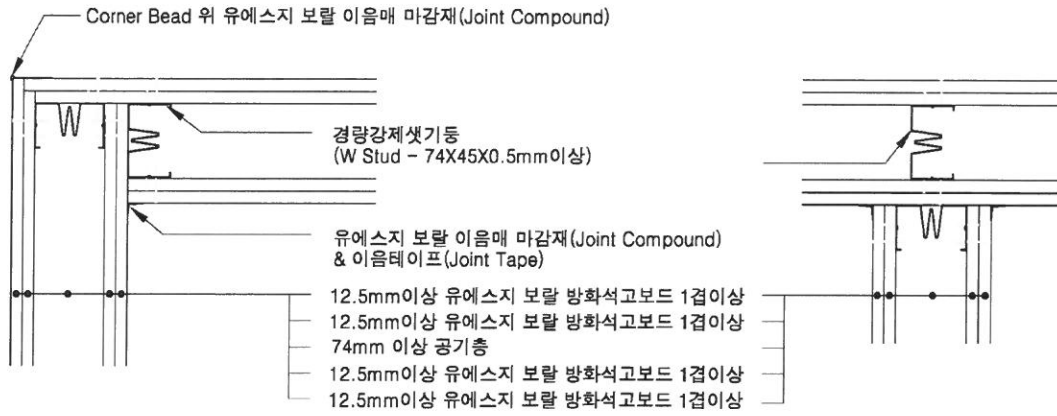 Corner Bead 위 유에스지 보랄 이음매 마감재(Joint Compound)
경량강제샛기둥
(W Stud - 74X45X0.5mm이상)
유에스지 보랄 이음매 마감재(Joint Compound)
& 이음테이프(Joint Tape)
12.5mm이상 유에스지 보랄 방화석고보드 1겹이상
12.5mm이상 유에스지 보랄 방화석고보드 1겹이상
74mm 이상 공기층
12.5mm이상 유에스지 보랄 방화석고보드 1겹이상
12.5mm이상 유에스지 보랄 방화석고보드 1겹이상